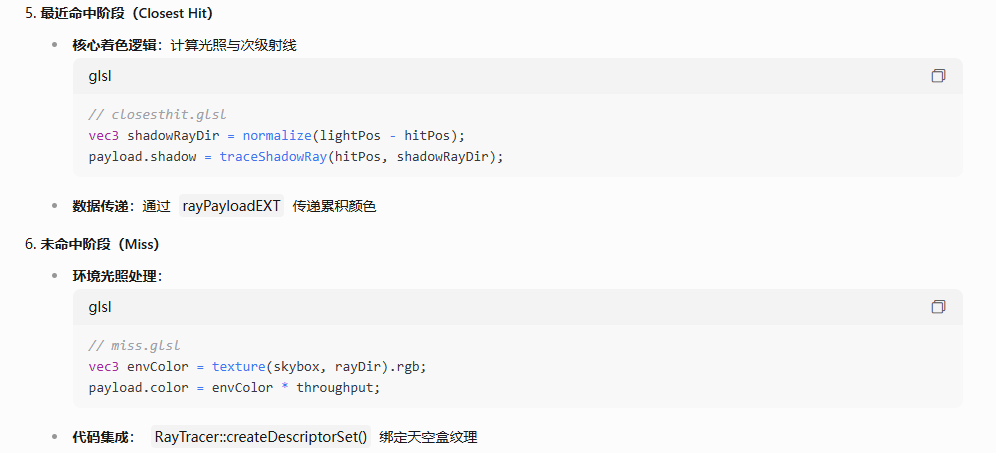 5. 最近命中阶段（Closest Hit）
• 核心着色逻辑：计算光照与次级射线
glsl
// closesthit.glsl
vec3 shadowRayDir = normalize(lightPos - hitPos);
payload.shadow = traceShadowRay(hitPos, shadowRayDir);
• 数据传递：通过 rayPayloadEXT 传递累积颜色
6. 未命中阶段（Miss）
• 环境光照处理：
glsl
// miss.glsl
vec3 envColor = texture(skybox, rayDir).rgb;
payload.color = envColor * throughput;
• 代码集成： RayTracer::createDescriptorSet() 绑定天空盒纹理